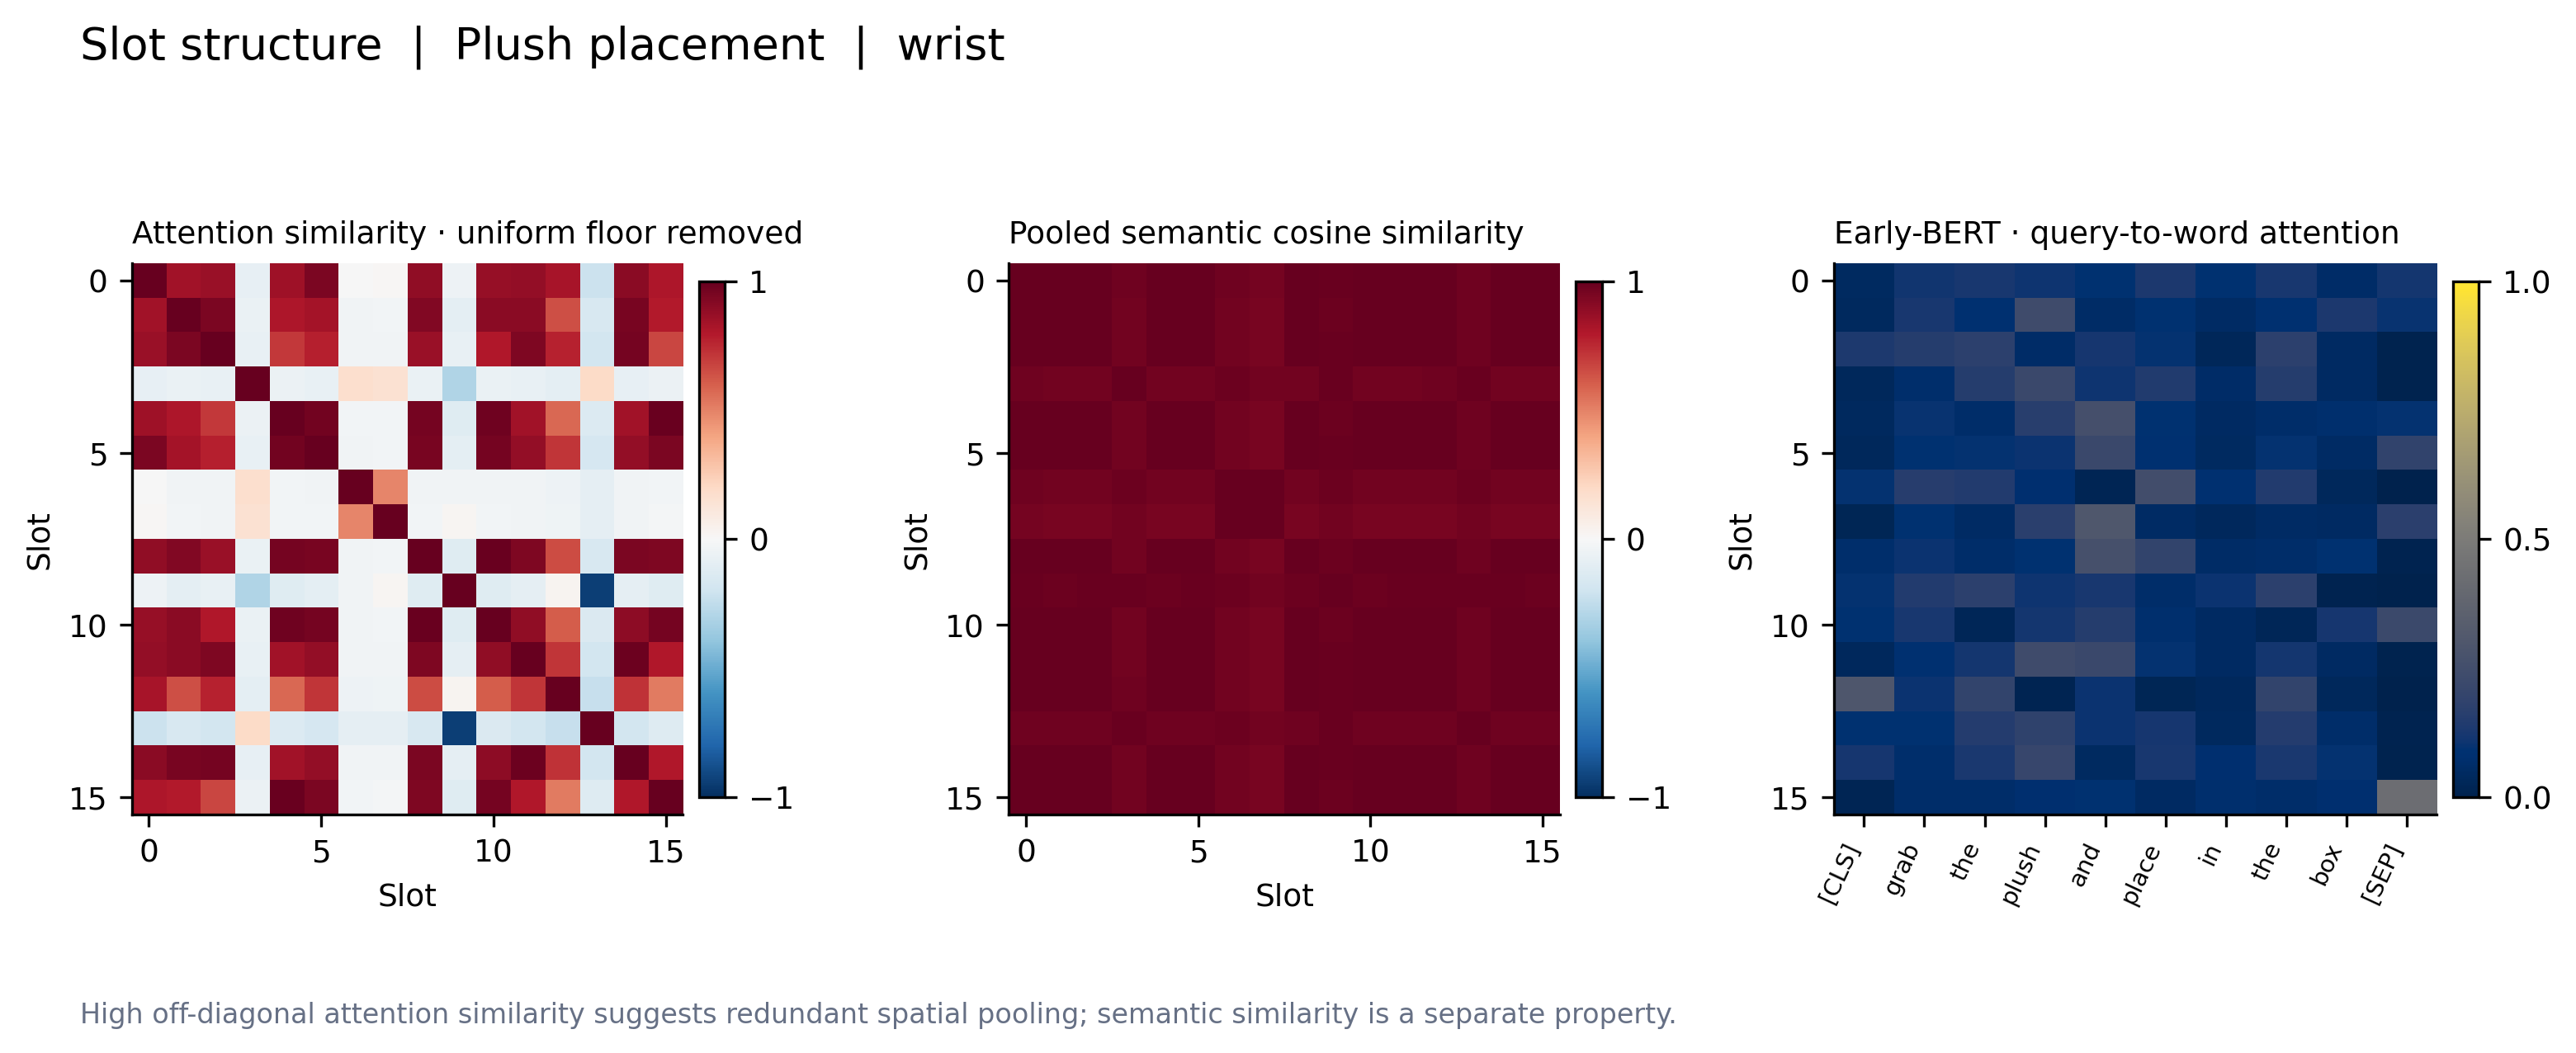 Slot structure | Plush placement | wrist
Attention similarity · uniform floor removed
0
5
10
15
Slot
0
5
10
15
Slot
1
0
−1
Pooled semantic cosine similarity
0
5
10
15
Slot
0
5
10
15
Slot
1
0
−1
Early-BERT · query-to-word attention
0
5
10
15
Slot
[CLS]
grab
the
plush
and
place
in
the
box
[SEP]
1.0
0.5
0.0
High off-diagonal attention similarity suggests redundant spatial pooling; semantic similarity is a separate property.